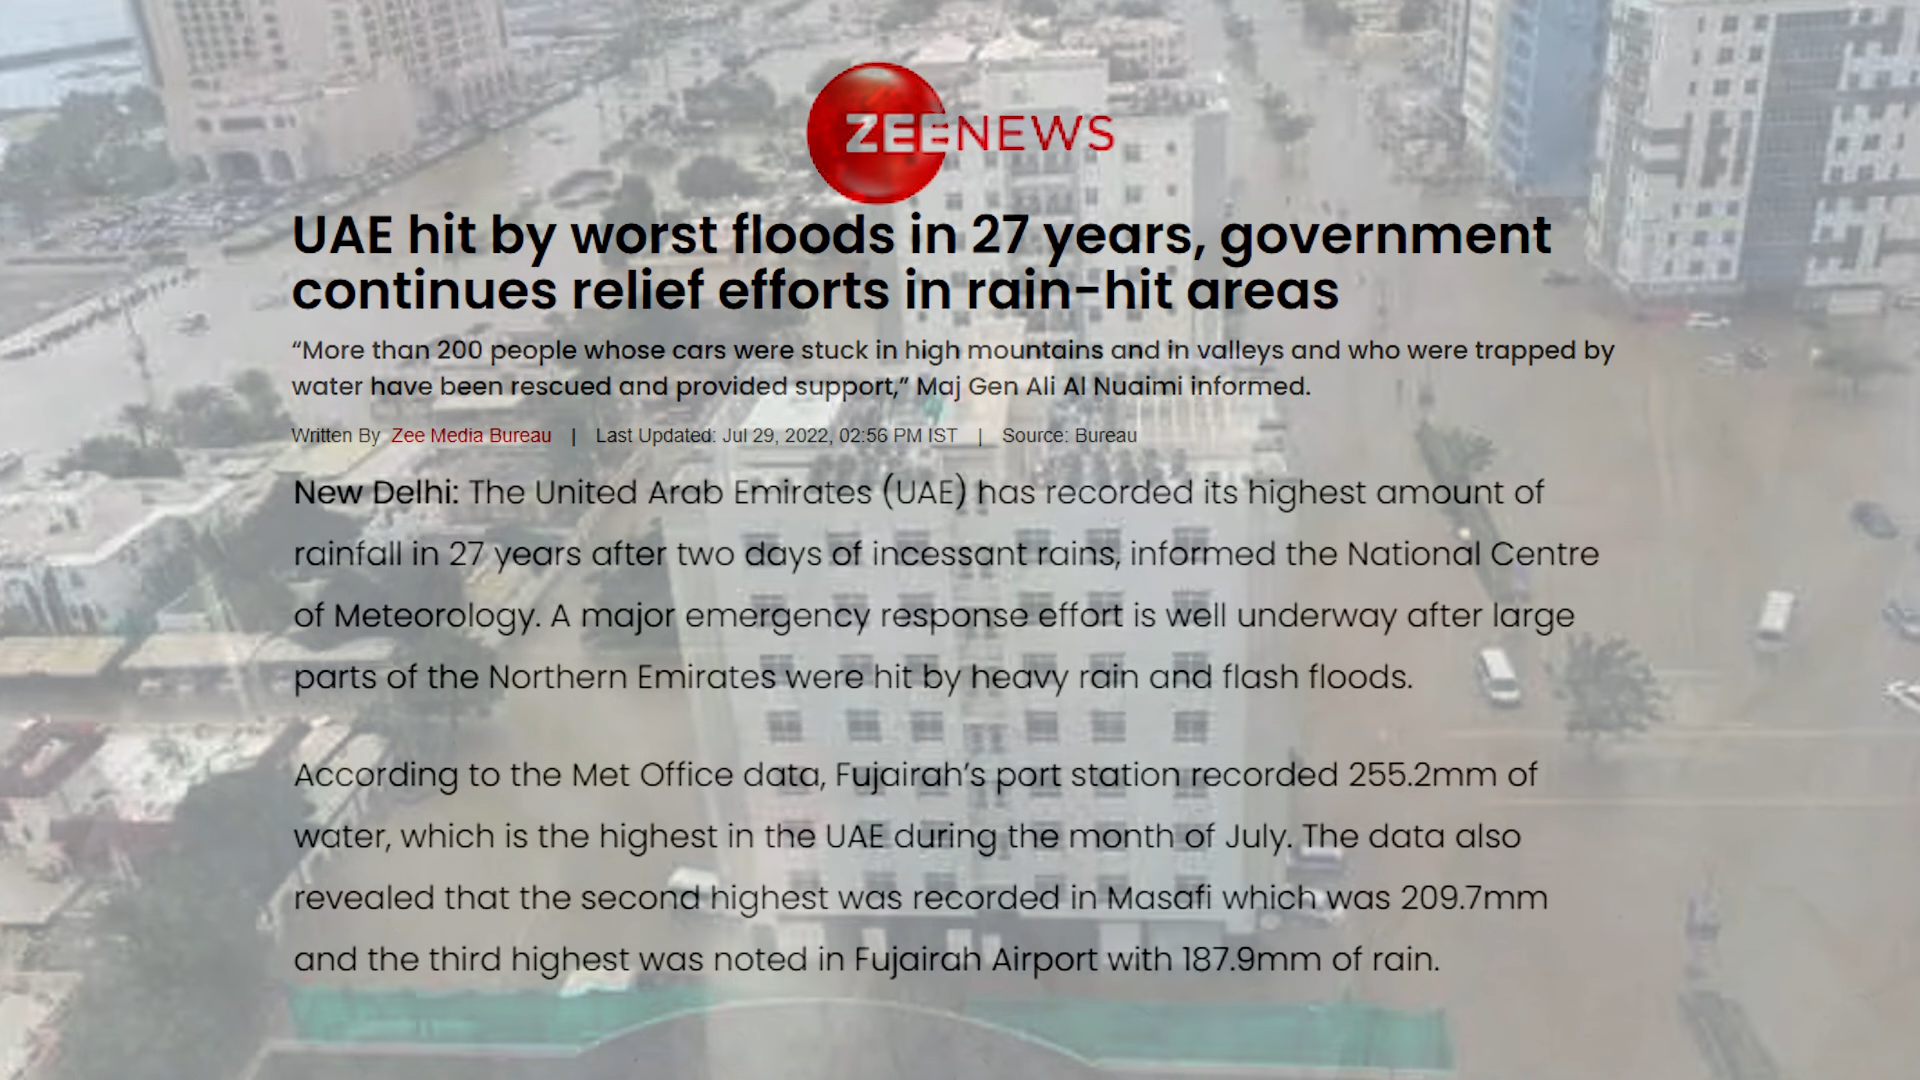 ZEENEWS
UAE hit by worst floods in 27 years, government
continues relief efforts in rain-hit areas
“More than 200 people whose cars were stuck in high mountains and in valleys and who were trapped by
water have been rescued and provided support,” Maj Gen Ali Al Nuaimi informed.
Written By Zee Media Bureau | Last Updated: Jul 29, 2022, 02:56 PM IST | Source: Bureau
New Delhi: The United Arab Emirates (UAE) has recorded its highest amount of
rainfall in 27 years after two days of incessant rains, informed the National Centre
of Meteorology. A major emergency response effort is well underway after large
parts of the Northern Emirates were hit by heavy rain and flash floods.
According to the Met Office data, Fujairah’s port station recorded 255.2mm of
water, which is the highest in the UAE during the month of July. The data also
revealed that the second highest was recorded in Masafi which was 209.7mm
and the third highest was noted in Fujairah Airport with 187.9mm of rain.